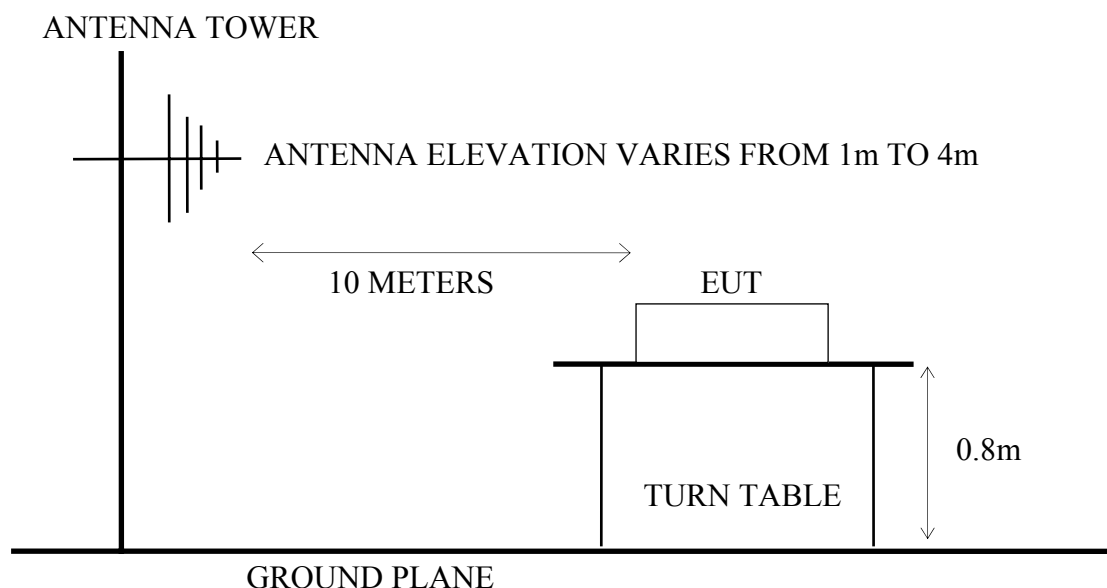 ANTENNA TOWER
ANTENNA ELEVATION VARIES FROM 1m TO 4m
10 METERS
EUT
0.8m
TURN TABLE
GROUND PLANE